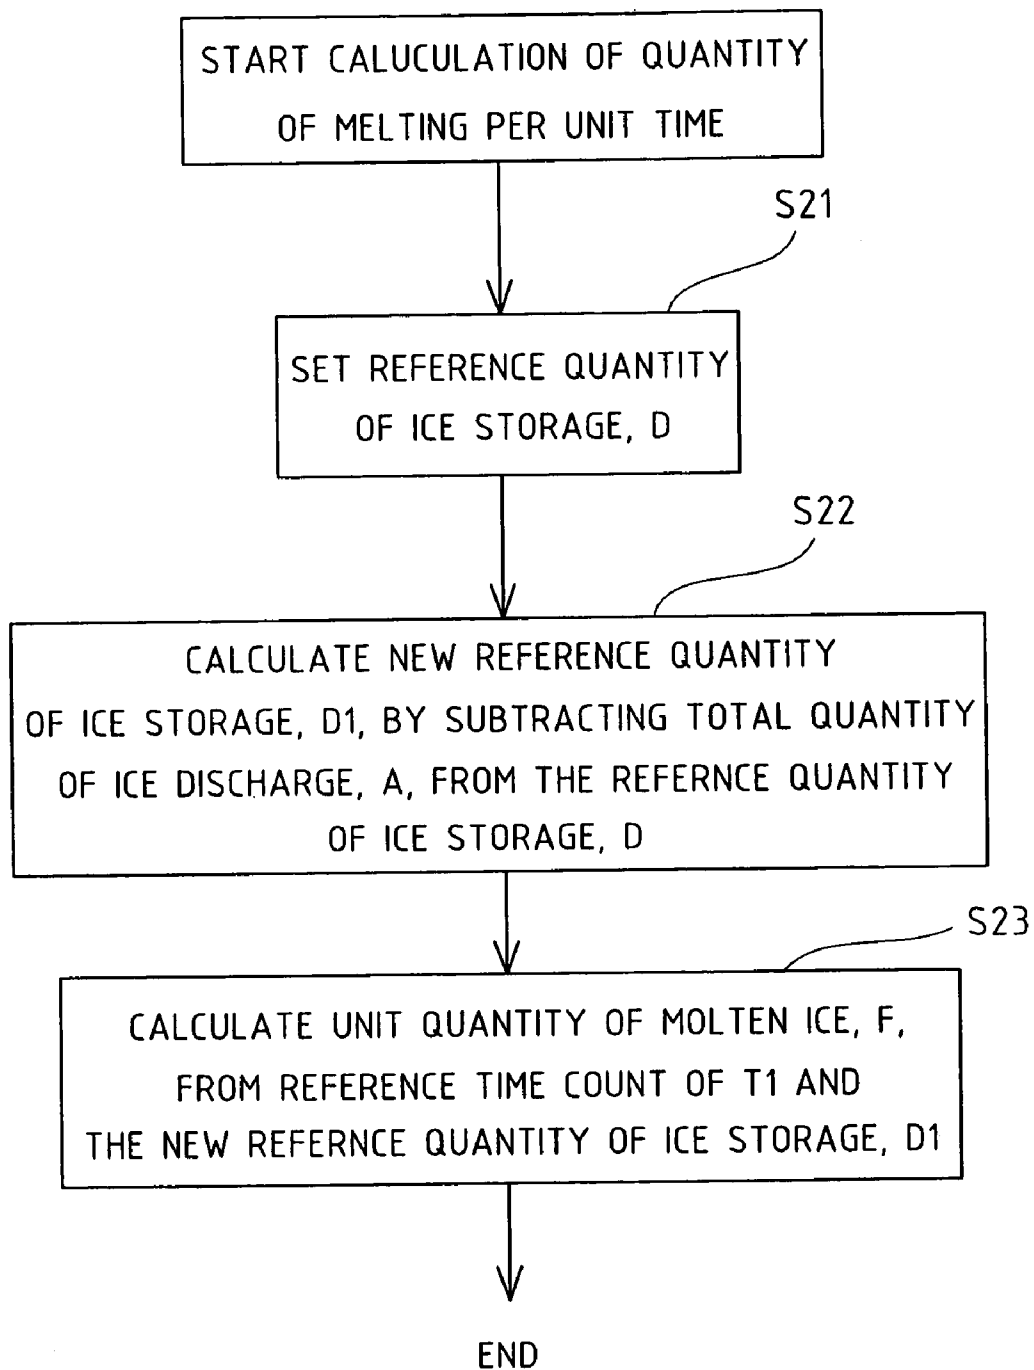 START CALUCULATION OF QUANTITY
OF MELTING PER UNIT TIME
S21
SET REFERENCE QUANTITY
OF ICE STORAGE, D
S22
CALCULATE NEW REFERENCE QUANTITY
OF ICE STORAGE, D1, BY SUBTRACTING TOTAL QUANTITY
OF ICE DISCHARGE, A, FROM THE REFERNCE QUANTITY
OF ICE STORAGE, D
S23
CALCULATE UNIT QUANTITY OF MOLTEN ICE, F,
FROM REFERENCE TIME COUNT OF T1 AND
THE NEW REFERNCE QUANTITY OF ICE STORAGE, D1
END